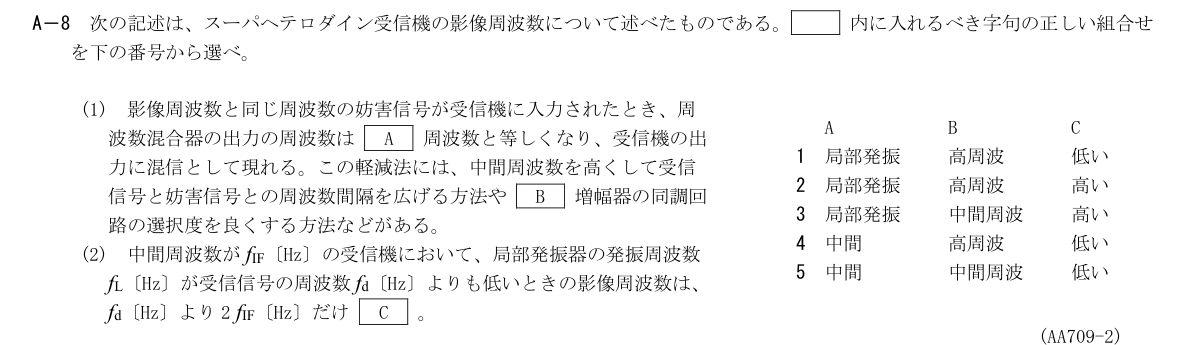 A－8　次の記述は、スーパヘテロダイン受信機の影像周波数について述べたものである。　　　内に入れるべき字句の正しい組合せ
を下の番号から選べ。
(1)　影像周波数と同じ周波数の妨害信号が受信機に入力されたとき、周
波数混合器の出力の周波数は　A　周波数と等しくなり、受信機の出
力に混信として現れる。この軽減法には、中間周波数を高くして受信
信号と妨害信号との周波数間隔を広げる方法や　B　増幅器の同調回
路の選択度を良くする方法などがある。
(2)　中間周波数がfIF〔Hz〕の受信機において、局部発振器の発振周波数
fL〔Hz〕が受信信号の周波数fd〔Hz〕よりも低いときの影像周波数は、
fd〔Hz〕より2fIF〔Hz〕だけ　C　。
A　B　C
1　局部発振　高周波　低い
2　局部発振　高周波　高い
3　局部発振　中間周波　高い
4　中間　高周波　低い
5　中間　中間周波　低い
(AA709-2)